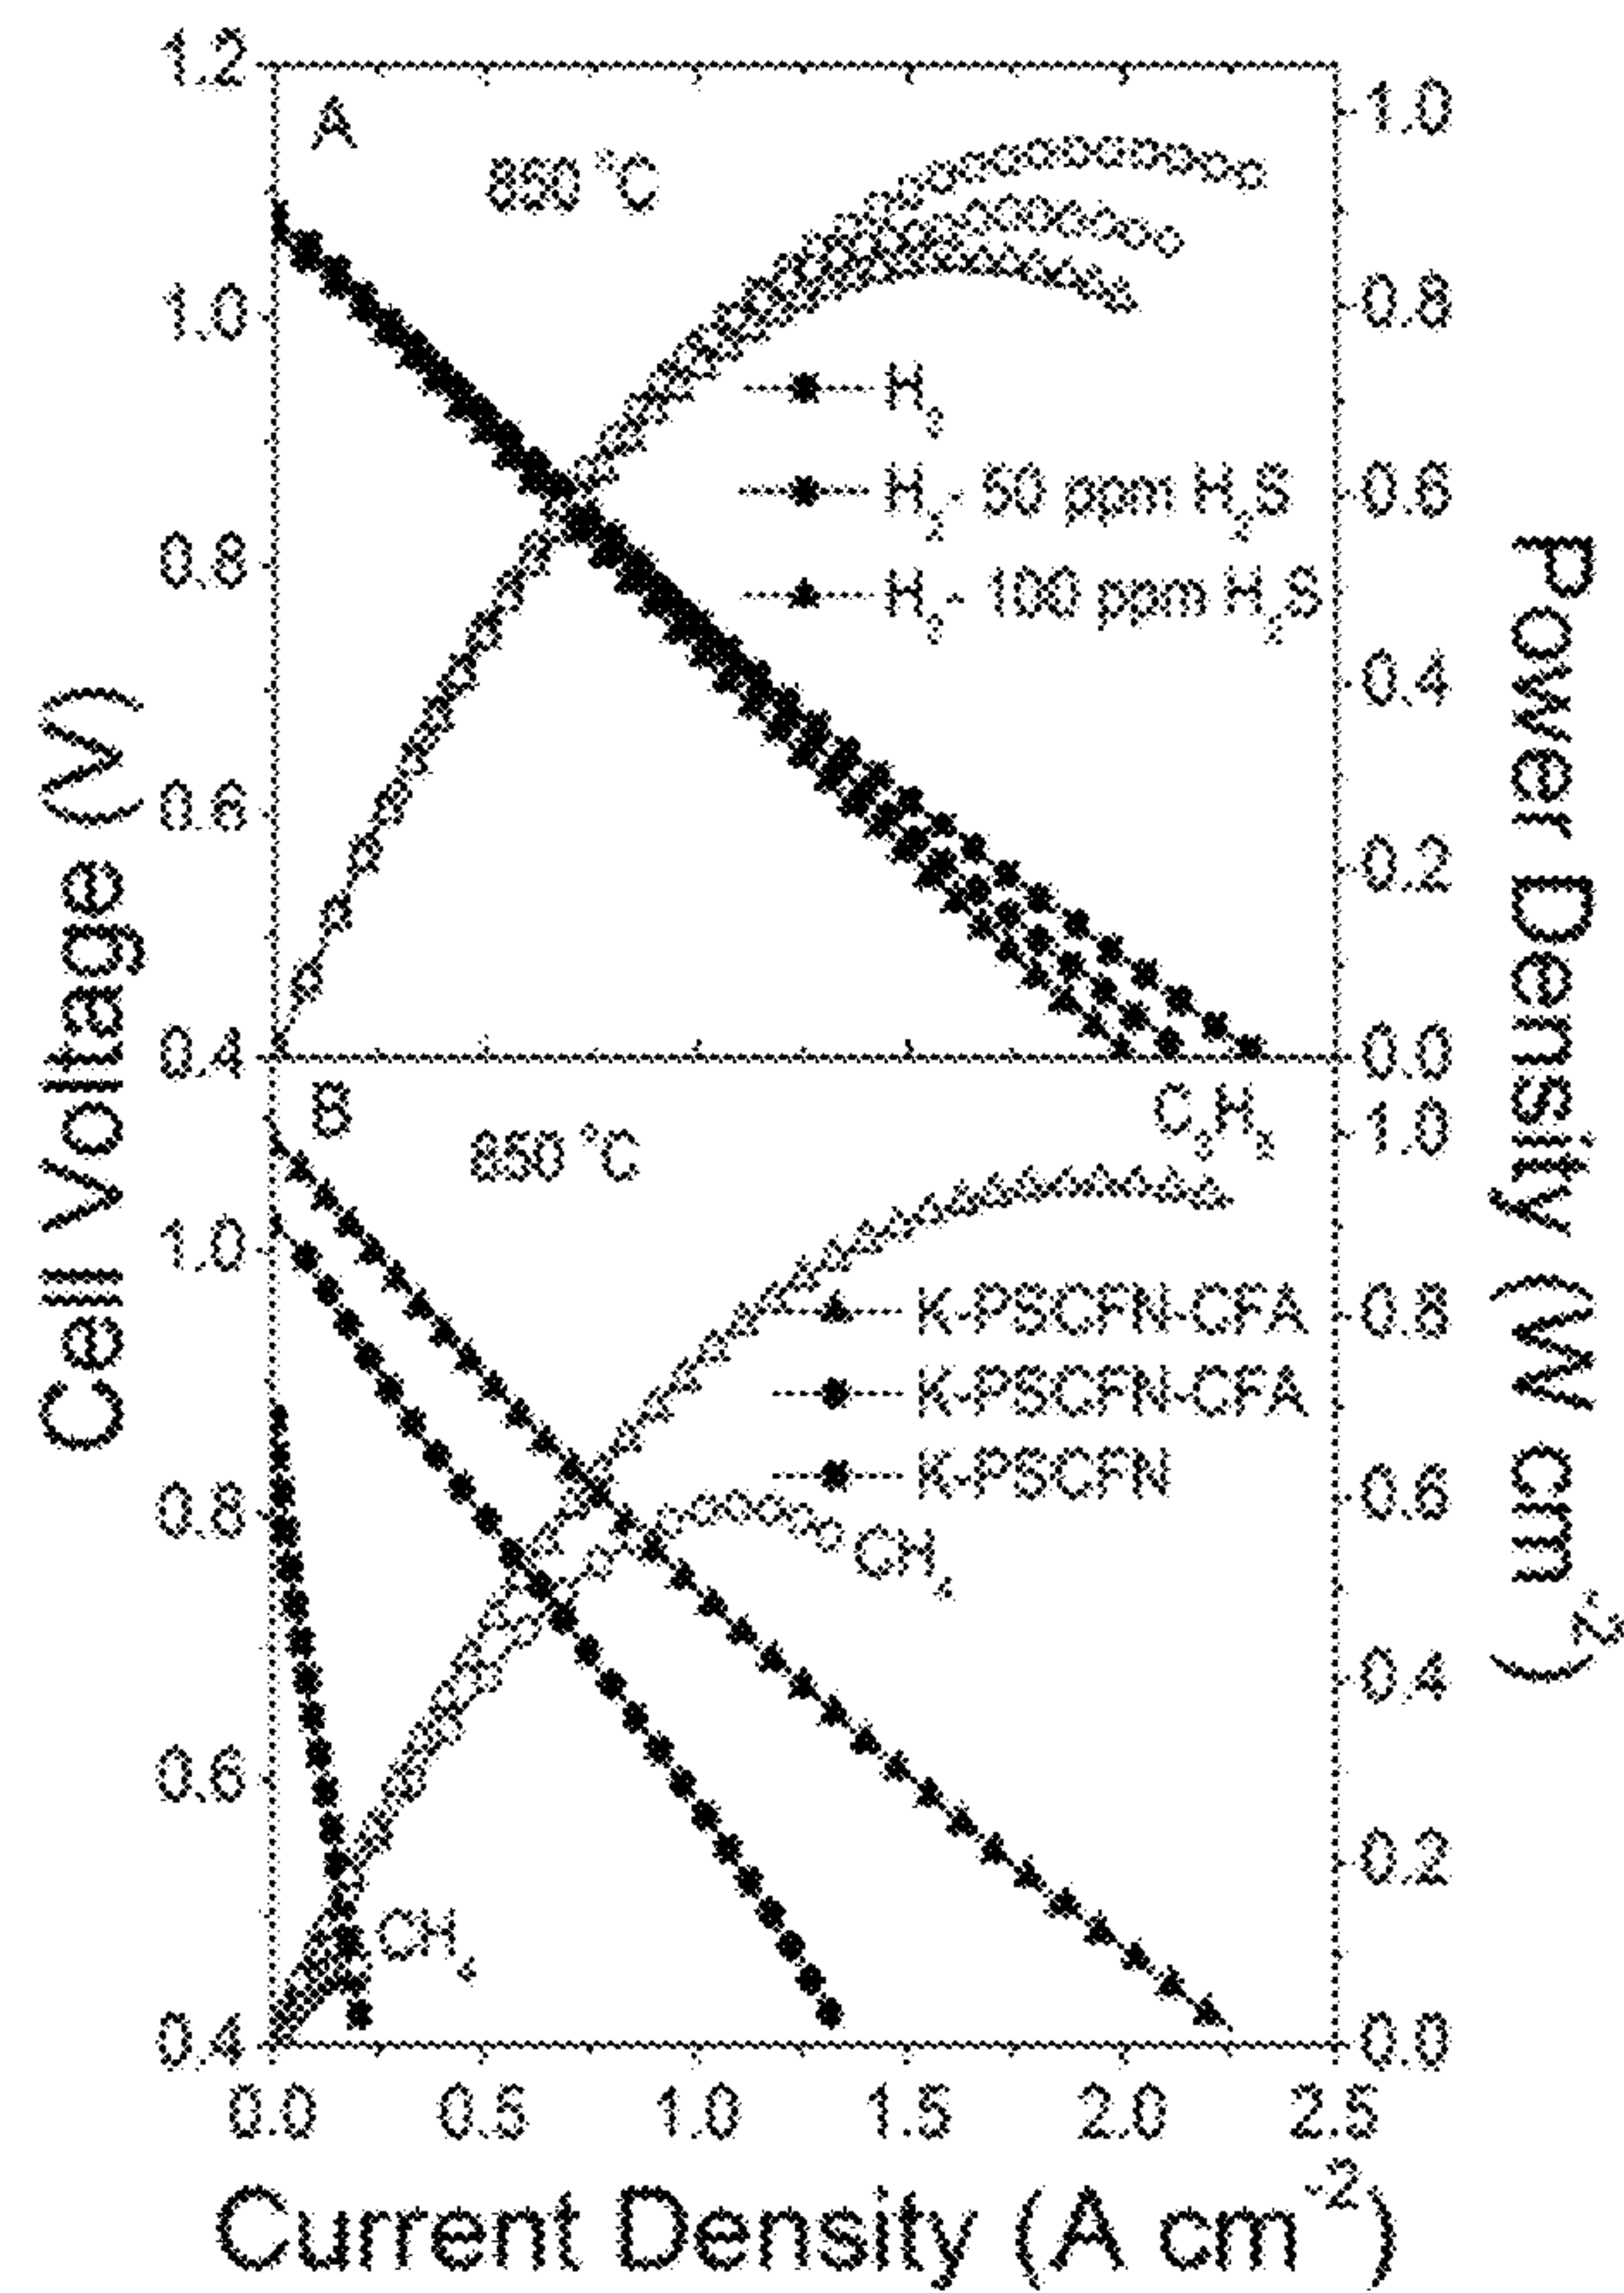 1.2
1.0
0.8
0.6
0.4
1.0
0.8
0.6
0.4
A
850 °C
H2
H2- 50 ppm H2S
H2- 100 ppm H2S
1.0
0.8
0.6
0.4
0.2
0.0
B
850 °C
C3Hx
K-PSCFN-CFA
K-PSCFN-CFA
K-PSCFN
CH4
CH4
1.0
0.8
0.6
0.4
0.2
0.0
0.0 0.5 1.0 1.5 2.0 2.5
Cell Voltage (V)
Power Density (W cm-2)
Current Density (A cm-2)